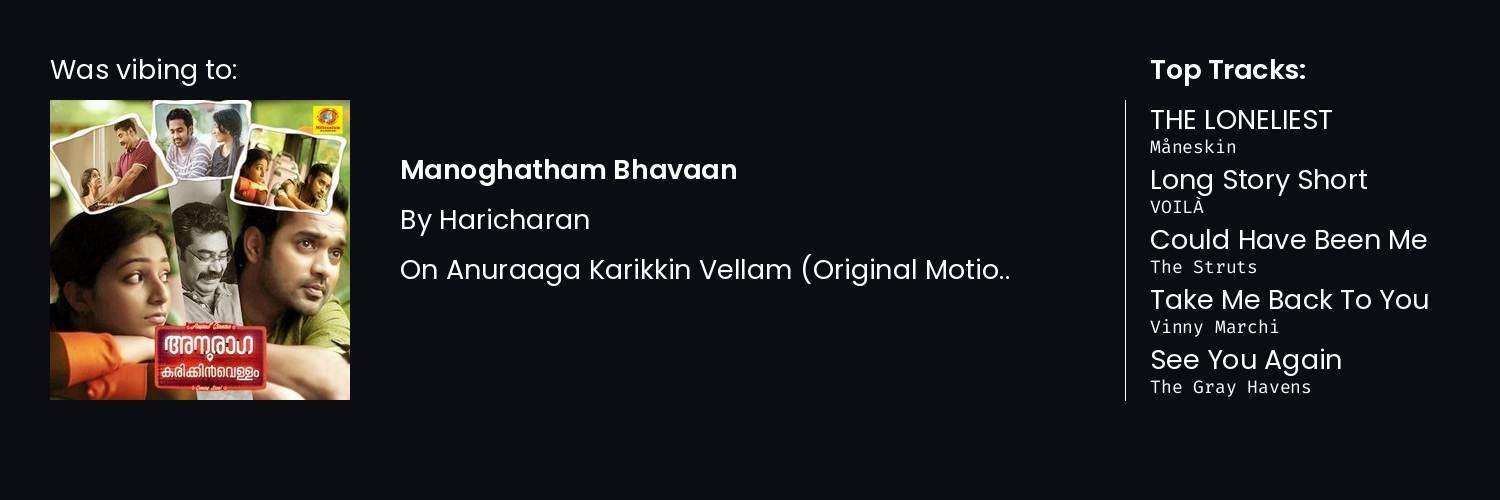 Was vibing to:
Millennium
അനുരാഗ
കരിക്കിൻവെള്ളം
Manoghatham Bhavaan
By Haricharan
On Anuraaga Karikkin Vellam (Original Motio..
Top Tracks:
THE LONELIEST
Måneskin
Long Story Short
VOILÀ
Could Have Been Me
The Struts
Take Me Back To You
Vinny Marchi
See You Again
The Gray Havens